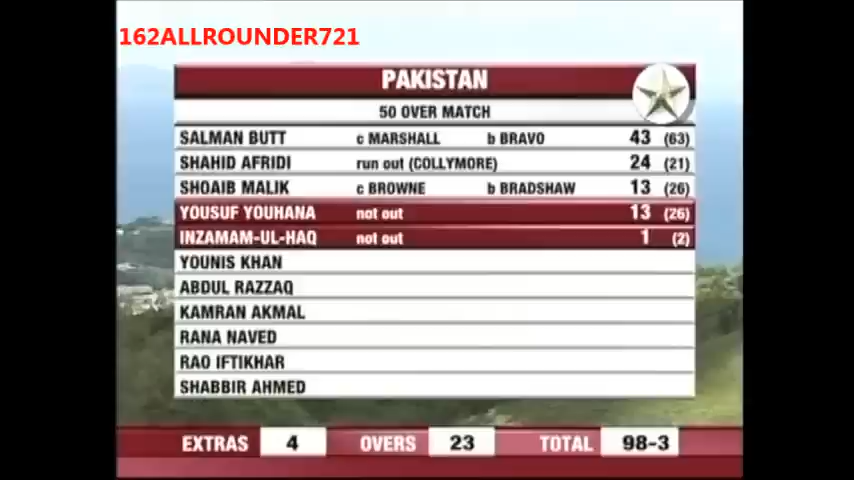 162ALLROUNDER721
PAKISTAN
50 OVER MATCH
SALMAN BUTT c MARSHALL b BRAVO 43 (63)
SHAHID AFRIDI run out (COLLYMORE) 24 (21)
SHOAIB MALIK c BROWNE b BRADSHAW 13 (26)
YOUSUF YOUHANA not out 13 (26)
INZAMAM-UL-HAQ not out 1 (2)
YOUNIS KHAN
ABDUL RAZZAQ
KAMRAN AKMAL
RANA NAVED
RAO IFTIKHAR
SHABBIR AHMED
EXTRAS 4 OVERS 23 TOTAL 98-3